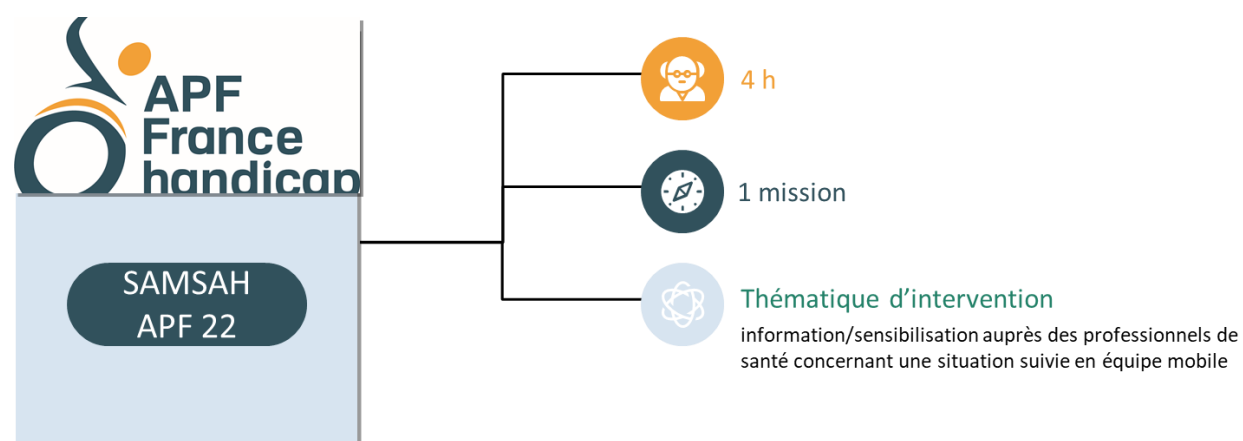 APF
France
handicap
SAMSAH
APF 22
4 h
1 mission
Thématique d’intervention
information/sensibilisation auprès des professionnels de
santé concernant une situation suivie en équipe mobile